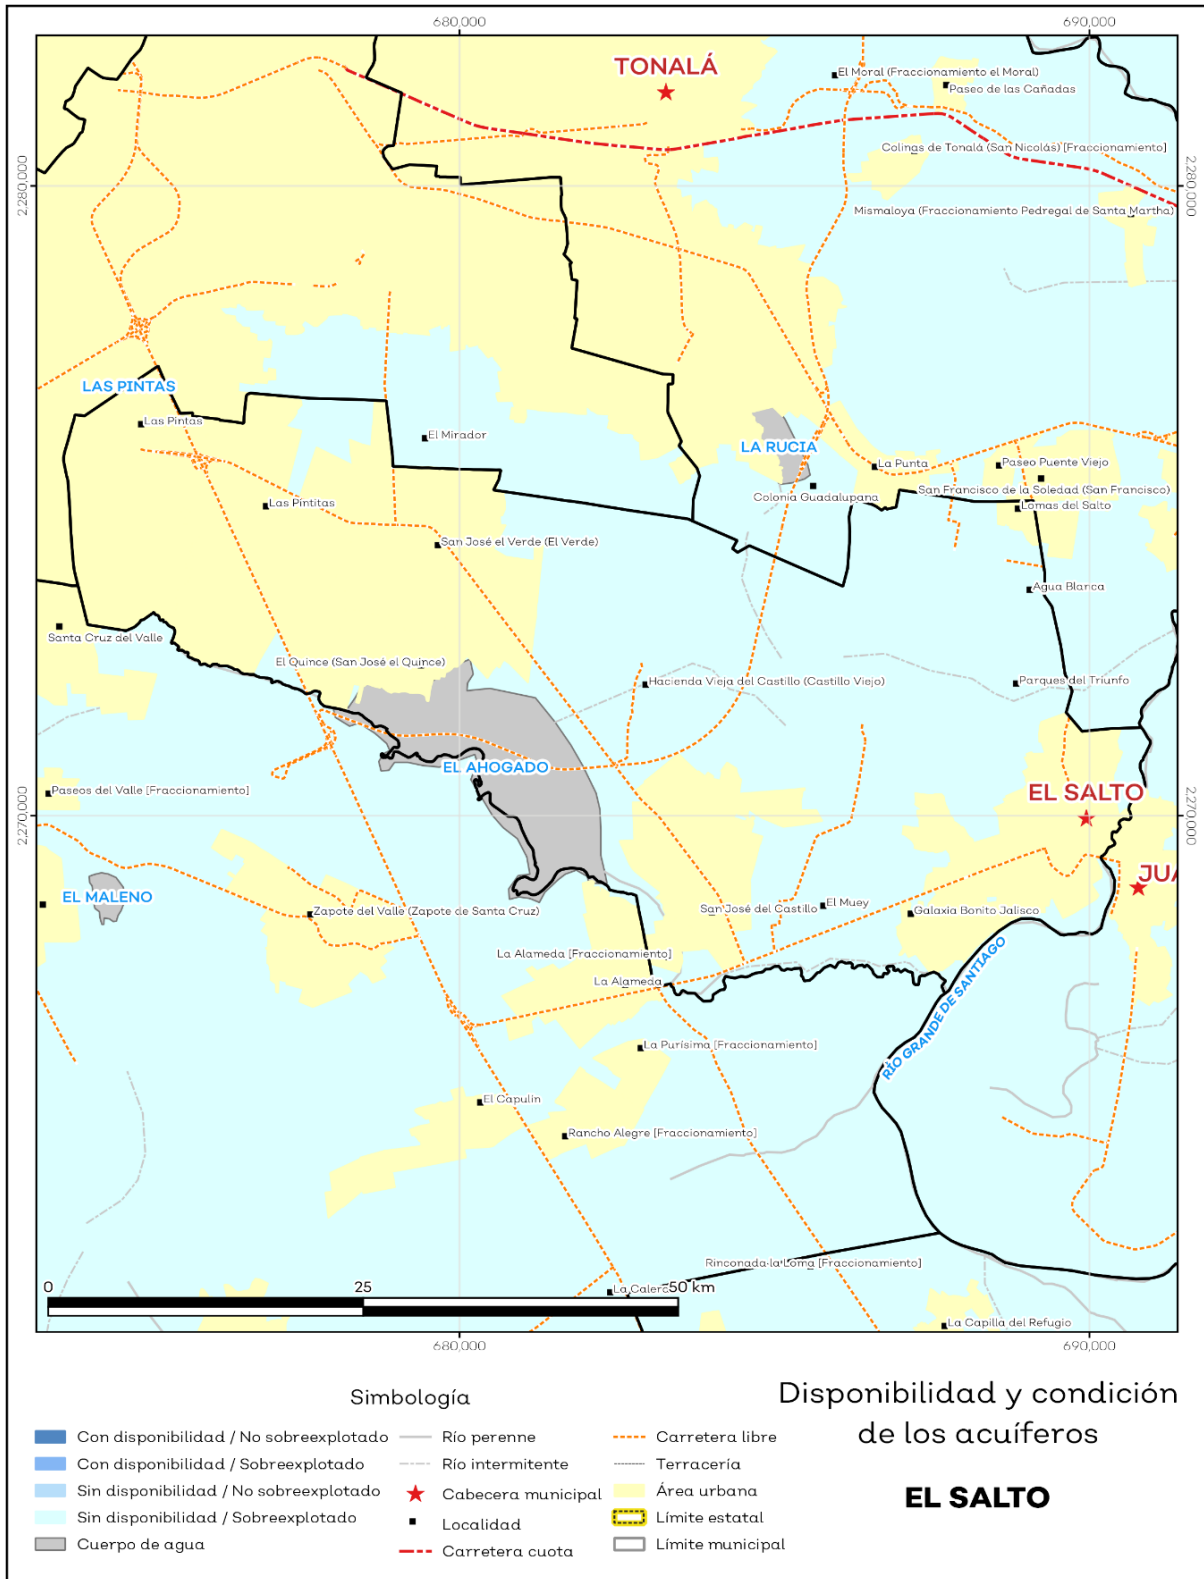 680,000
690,000
TONALÁ
El Moral (Fraccionamiento el Moral)
Paseo de las Cañadas
Colinas de Tonalá (San Nicolás) [Fraccionamiento]
2280,000
2280,000
Mismaloya (Fraccionamiento Pedregal de Santa Martha)
LAS PINTAS
Las Pintas
El Mirador
LA RUCIA
La Punta
Paseo Puente Viejo
Colonia Guadalupana
San Francisco de la Soledad (San Francisco)
Las Pintitas
Lomas del Salto
San José el Verde (El Verde)
Agua Blanca
Santa Cruz del Valle
El Quince (San José el Quince)
Hacienda Vieja del Castillo (Castillo Viejo)
Parques del Triunfo
EL AHOGADO
Paseos del Valle [Fraccionamiento]
EL SALTO
2270,000
2270,000
JUA
EL MALENO
Zapote del Valle (Zapote de Santa Cruz)
San José del Castillo
El Muey
Galaxia Bonito Jalisco
La Alameda [Fraccionamiento]
RÍO GRANDE DE SANTIAGO
La Alameda
La Purísima [Fraccionamiento]
El Capulín
Rancho Alegre [Fraccionamiento]
Rinconada la Loma [Fraccionamiento]
0
25
50 km
La Calera
La Capilla del Refugio
680,000
690,000
Simbología
Con disponibilidad / No sobreexplotado
Con disponibilidad / Sobreexplotado
Sin disponibilidad / No sobreexplotado
Sin disponibilidad / Sobreexplotado
Cuerpo de agua
Río perenne
Río intermitente
Cabecera municipal
Localidad
Carretera cuota
Carretera libre
Terracería
Área urbana
Límite estatal
Límite municipal
Disponibilidad y condición
de los acuíferos
EL SALTO